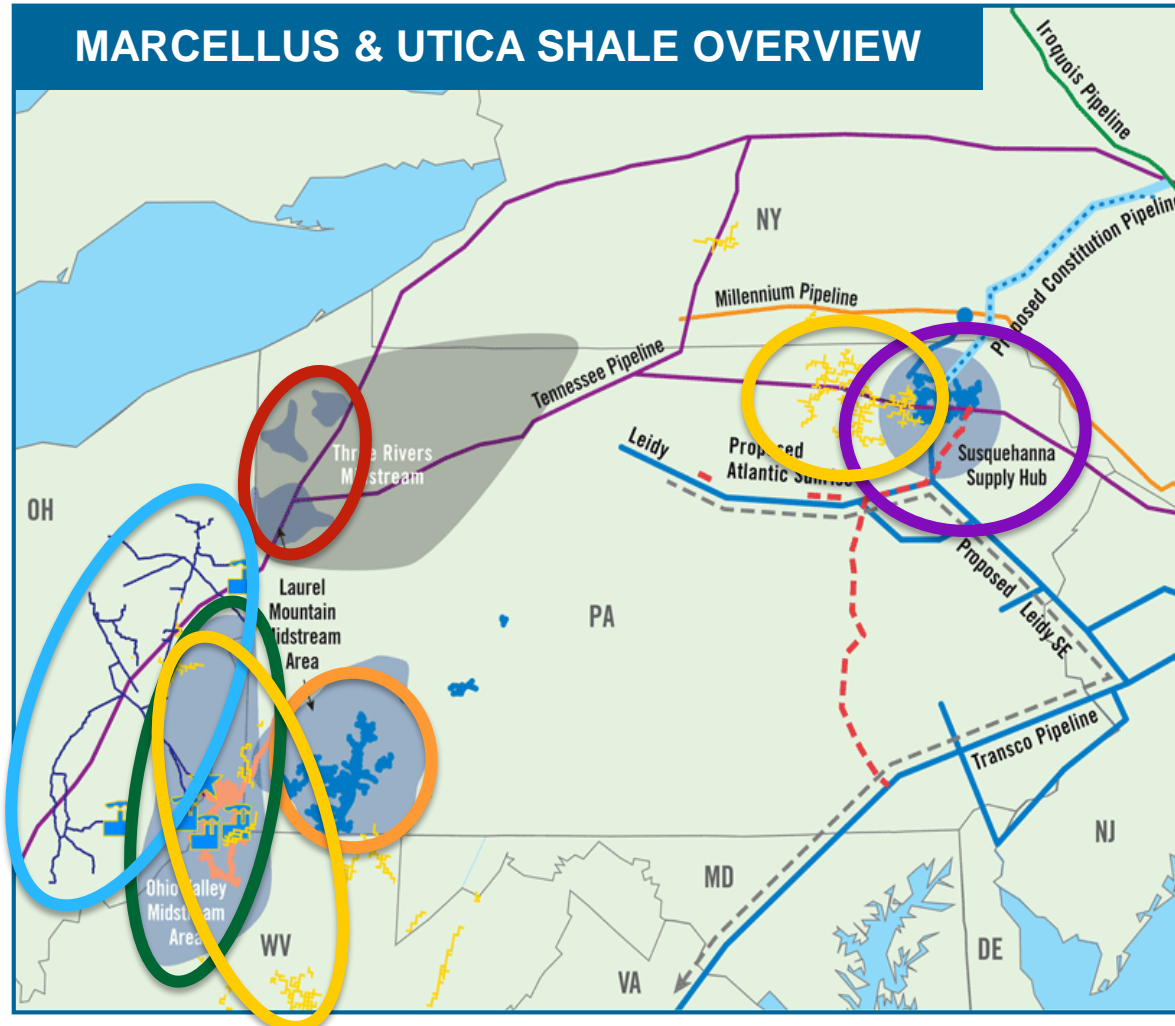 MARCELLUS & UTICA SHALE OVERVIEW
Iroquois Pipeline
NY
Proposed Constitution Pipeline
Millennium Pipeline
Tennessee Pipeline
Three Rivers
Midstream
Leidy
Proposed
Atlantic Sunrise
Susquehanna
Supply Hub
OH
Laurel
Mountain
Midstream
Area
PA
Proposed
Leidy SE
Transco Pipeline
NJ
MD
Ohio Valley
Midstream
Area
WV
DE
VA